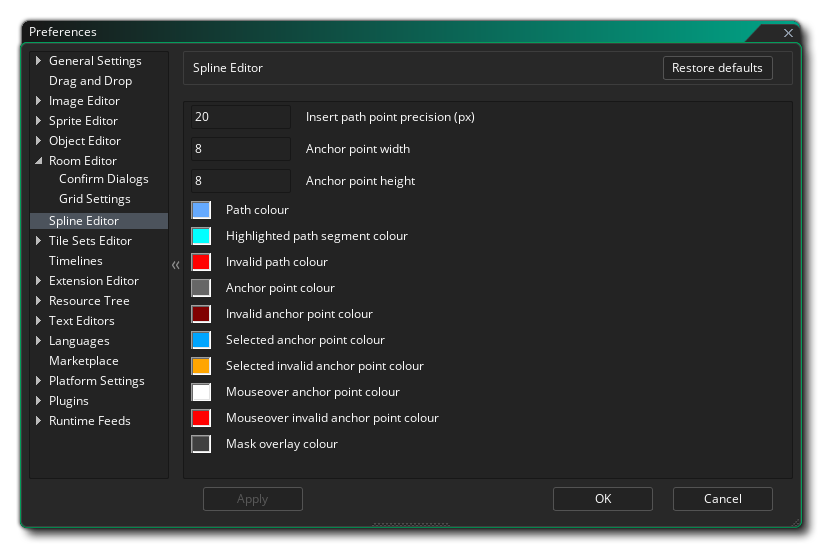 Preferences
General Settings
Drag and Drop
Image Editor
Sprite Editor
Object Editor
Room Editor
Confirm Dialogs
Grid Settings
Spline Editor
Tile Sets Editor
Timelines
Extension Editor
Resource Tree
Text Editors
Languages
Marketplace
Platform Settings
Plugins
Runtime Feeds
Spline Editor
Restore defaults
20 Insert path point precision (px)
8 Anchor point width
8 Anchor point height
Path colour
Highlighted path segment colour
Invalid path colour
Anchor point colour
Invalid anchor point colour
Selected anchor point colour
Selected invalid anchor point colour
Mouseover anchor point colour
Mouseover invalid anchor point colour
Mask overlay colour
Apply
OK
Cancel